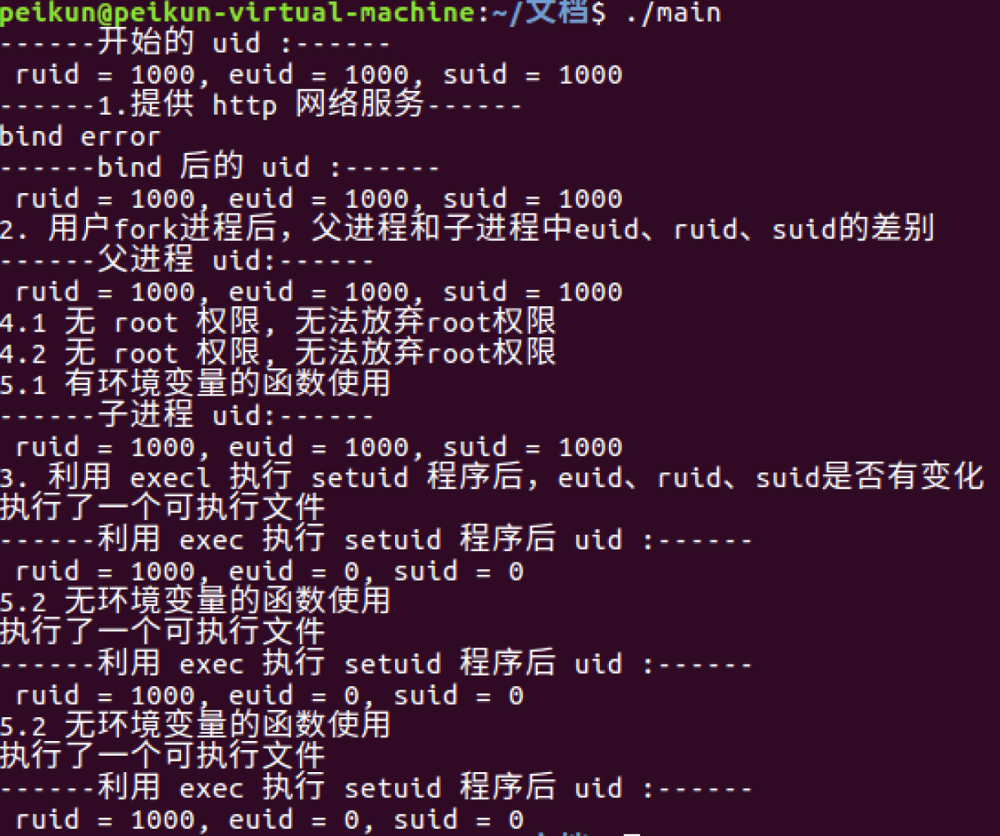 peikun@peikun-virtual-machine:~/文档$ ./main
------开始的 uid :------
 ruid = 1000, euid = 1000, suid = 1000
------1.提供 http 网络服务------
bind error
------bind 后的 uid :------
 ruid = 1000, euid = 1000, suid = 1000
2. 用户fork进程后，父进程和子进程中euid、ruid、suid的差别
------父进程 uid:------
 ruid = 1000, euid = 1000, suid = 1000
4.1 无 root 权限, 无法放弃root权限
4.2 无 root 权限, 无法放弃root权限
5.1 有环境变量的函数使用
------子进程 uid:------
 ruid = 1000, euid = 1000, suid = 1000
3. 利用 execl 执行 setuid 程序后，euid、ruid、suid是否有变化
执行了一个可执行文件
------利用 exec 执行 setuid 程序后 uid :------
 ruid = 1000, euid = 0, suid = 0
5.2 无环境变量的函数使用
执行了一个可执行文件
------利用 exec 执行 setuid 程序后 uid :------
 ruid = 1000, euid = 0, suid = 0
5.2 无环境变量的函数使用
执行了一个可执行文件
------利用 exec 执行 setuid 程序后 uid :------
 ruid = 1000, euid = 0, suid = 0